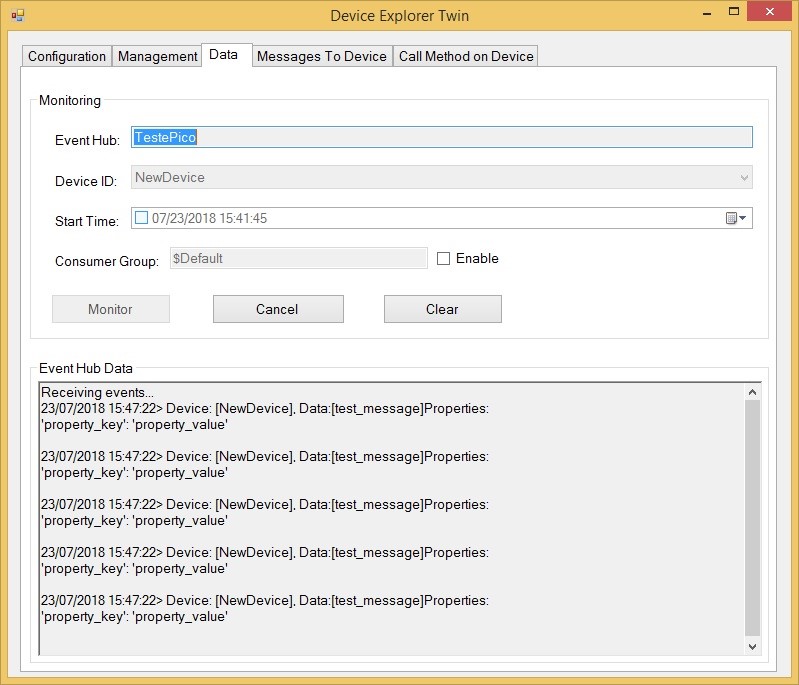 Device Explorer Twin
Configuration Management Data Messages To Device Call Method on Device
Monitoring
Event Hub: TestePico
Device ID: NewDevice
Start Time: 07/23/2018 15:41:45
Consumer Group: $Default Enable
Monitor Cancel Clear
Event Hub Data
Receiving events...
23/07/2018 15:47:22> Device: [NewDevice], Data:[test_message]Properties:
'property_key': 'property_value'
23/07/2018 15:47:22> Device: [NewDevice], Data:[test_message]Properties:
'property_key': 'property_value'
23/07/2018 15:47:22> Device: [NewDevice], Data:[test_message]Properties:
'property_key': 'property_value'
23/07/2018 15:47:22> Device: [NewDevice], Data:[test_message]Properties:
'property_key': 'property_value'
23/07/2018 15:47:22> Device: [NewDevice], Data:[test_message]Properties:
'property_key': 'property_value'